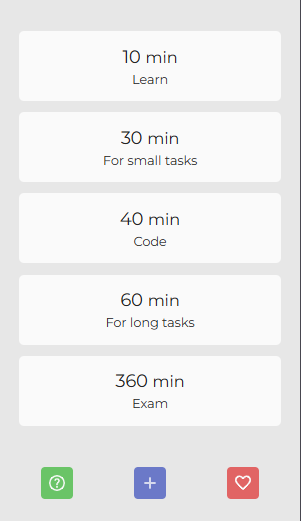 10 min
Learn
30 min
For small tasks
40 min
Code
60 min
For long tasks
360 min
Exam